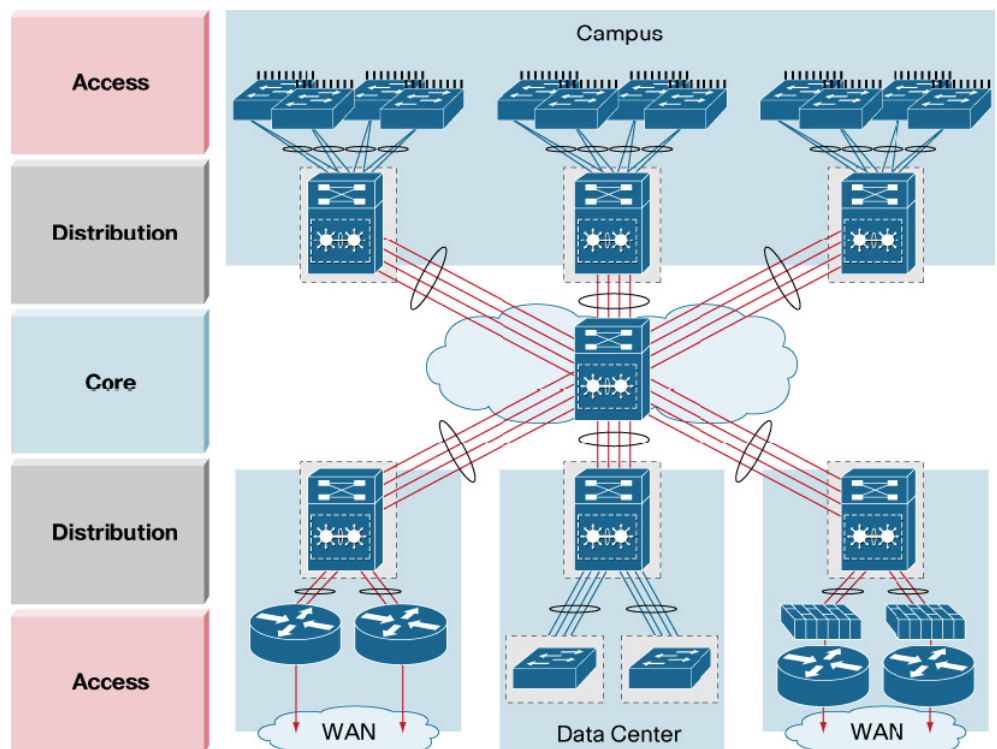 Campus
Access
Distribution
Core
Distribution
Access
WAN
Data Center
WAN